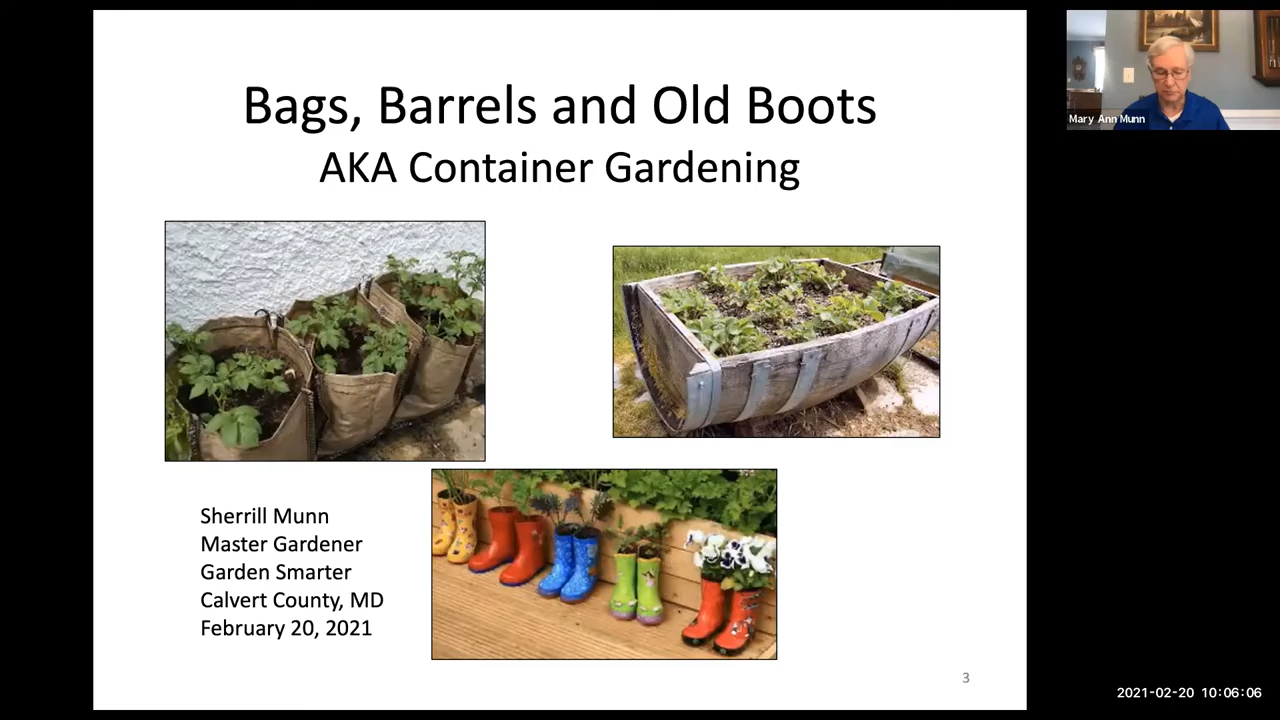 Bags, Barrels and Old Boots
AKA Container Gardening
Mary Ann Munn
Sherrill Munn
Master Gardener
Garden Smarter
Calvert County, MD
February 20, 2021
3
2021-02-20 10:06:06